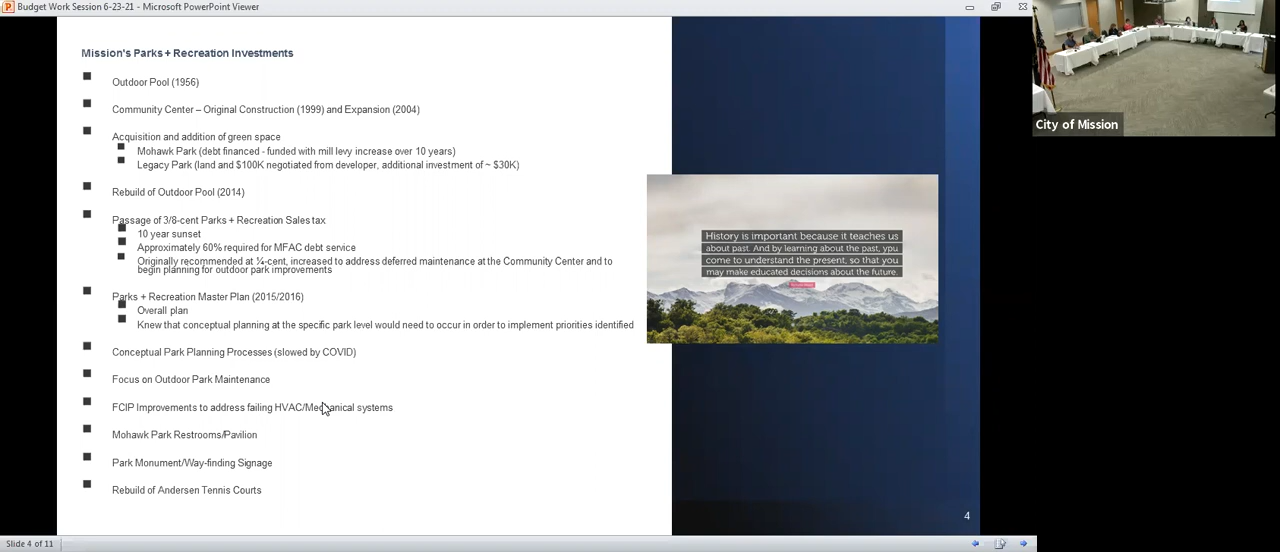 Budget Work Session 6-23-21 - Microsoft PowerPoint Viewer
Mission's Parks + Recreation Investments
Outdoor Pool (1956)
Community Center – Original Construction (1999) and Expansion (2004)
Acquisition and addition of green space
Mohawk Park (debt financed - funded with mill levy increase over 10 years)
Legacy Park (land and $100K negotiated from developer, additional investment of ~ $30K)
Rebuild of Outdoor Pool (2014)
Passage of 3/8-cent Parks + Recreation Sales tax
10 year sunset
Approximately 60% required for MFAC debt service
Originally recommended at ¼-cent, increased to address deferred maintenance at the Community Center and to
begin planning for outdoor park improvements
Parks + Recreation Master Plan (2015/2016)
Overall plan
Knew that conceptual planning at the specific park level would need to occur in order to implement priorities identified
Conceptual Park Planning Processes (slowed by COVID)
Focus on Outdoor Park Maintenance
FCIP Improvements to address failing HVAC/Mechanical systems
Mohawk Park Restrooms/Pavilion
Park Monument/Way-finding Signage
Rebuild of Andersen Tennis Courts
History is important because it teaches us
about past. And by learning about the past, ypu
come to understand the present, so that you
may make educated decisions about the future.
4
Slide 4 of 11
City of Mission